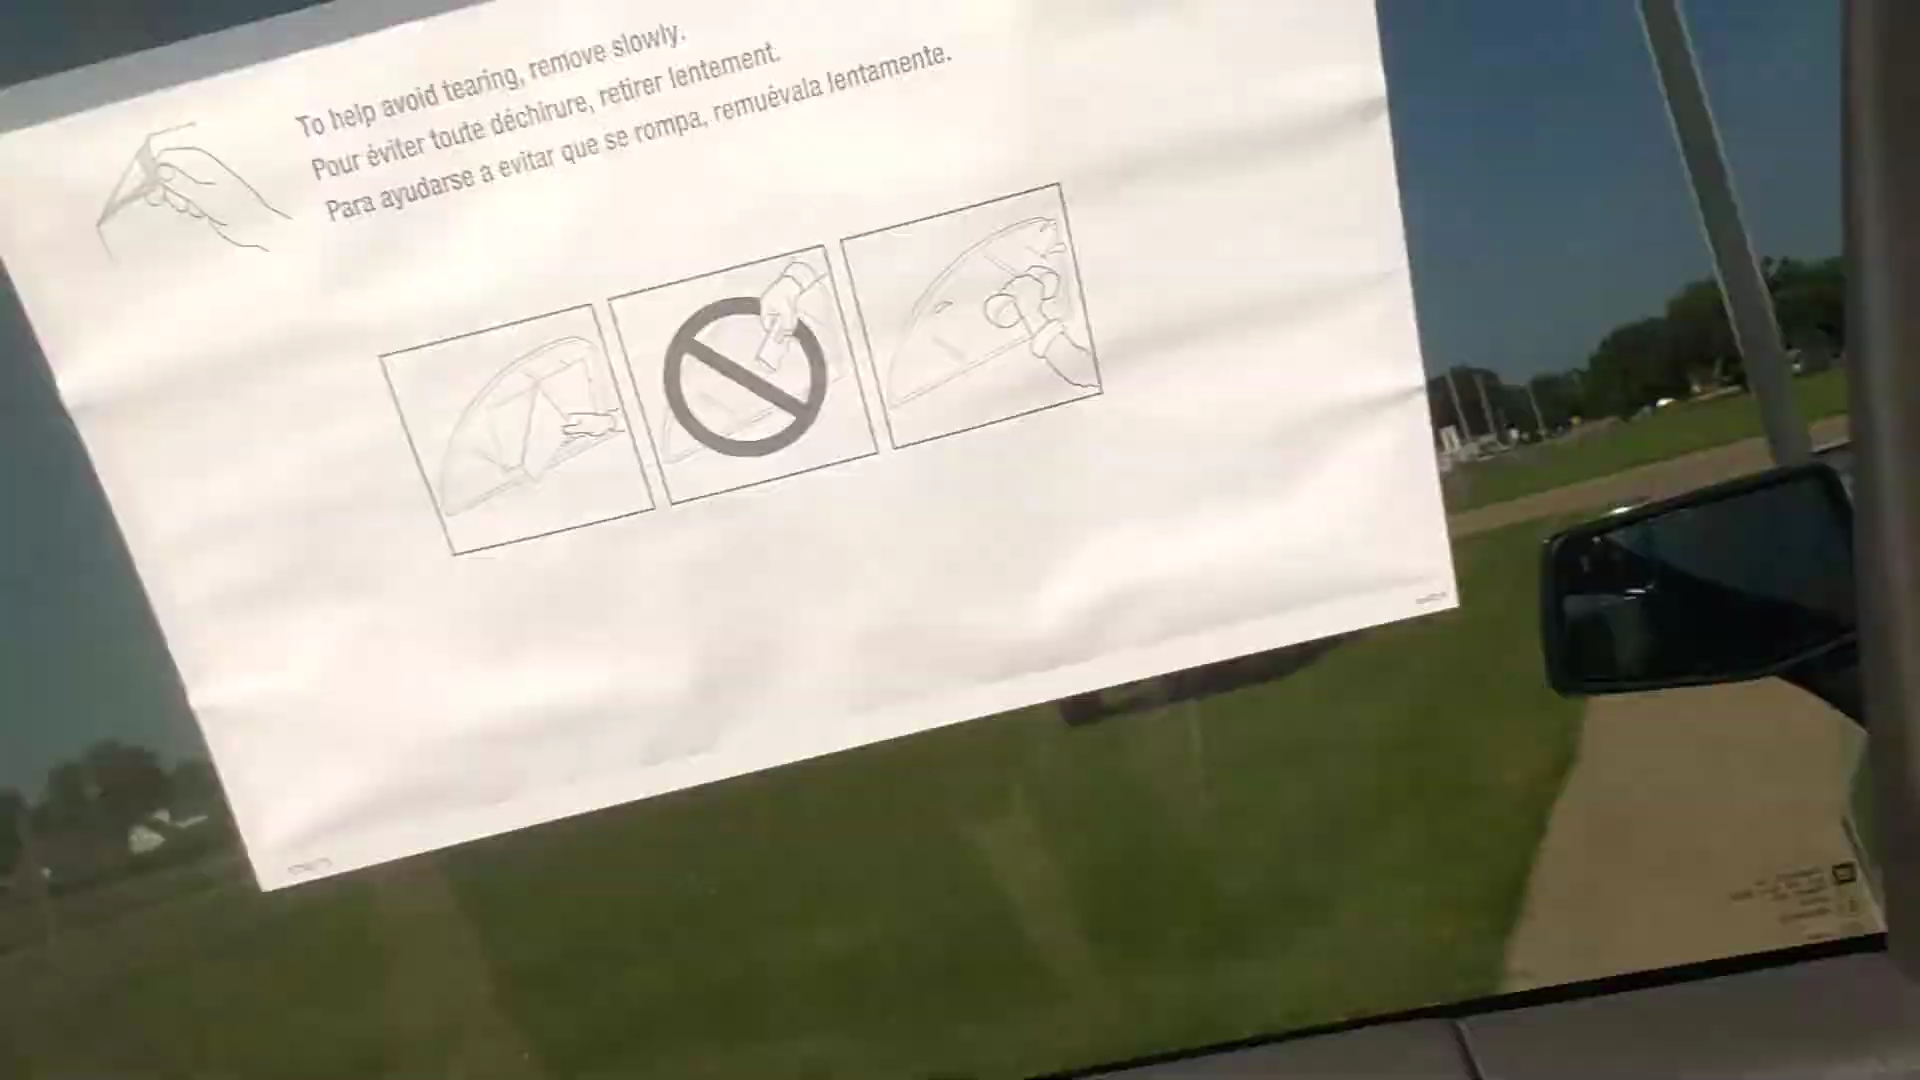 To help avoid tearing, remove slowly.
Pour éviter toute déchirure, retirer lentement.
Para ayudarse a evitar que se rompa, remuévala lentamente.